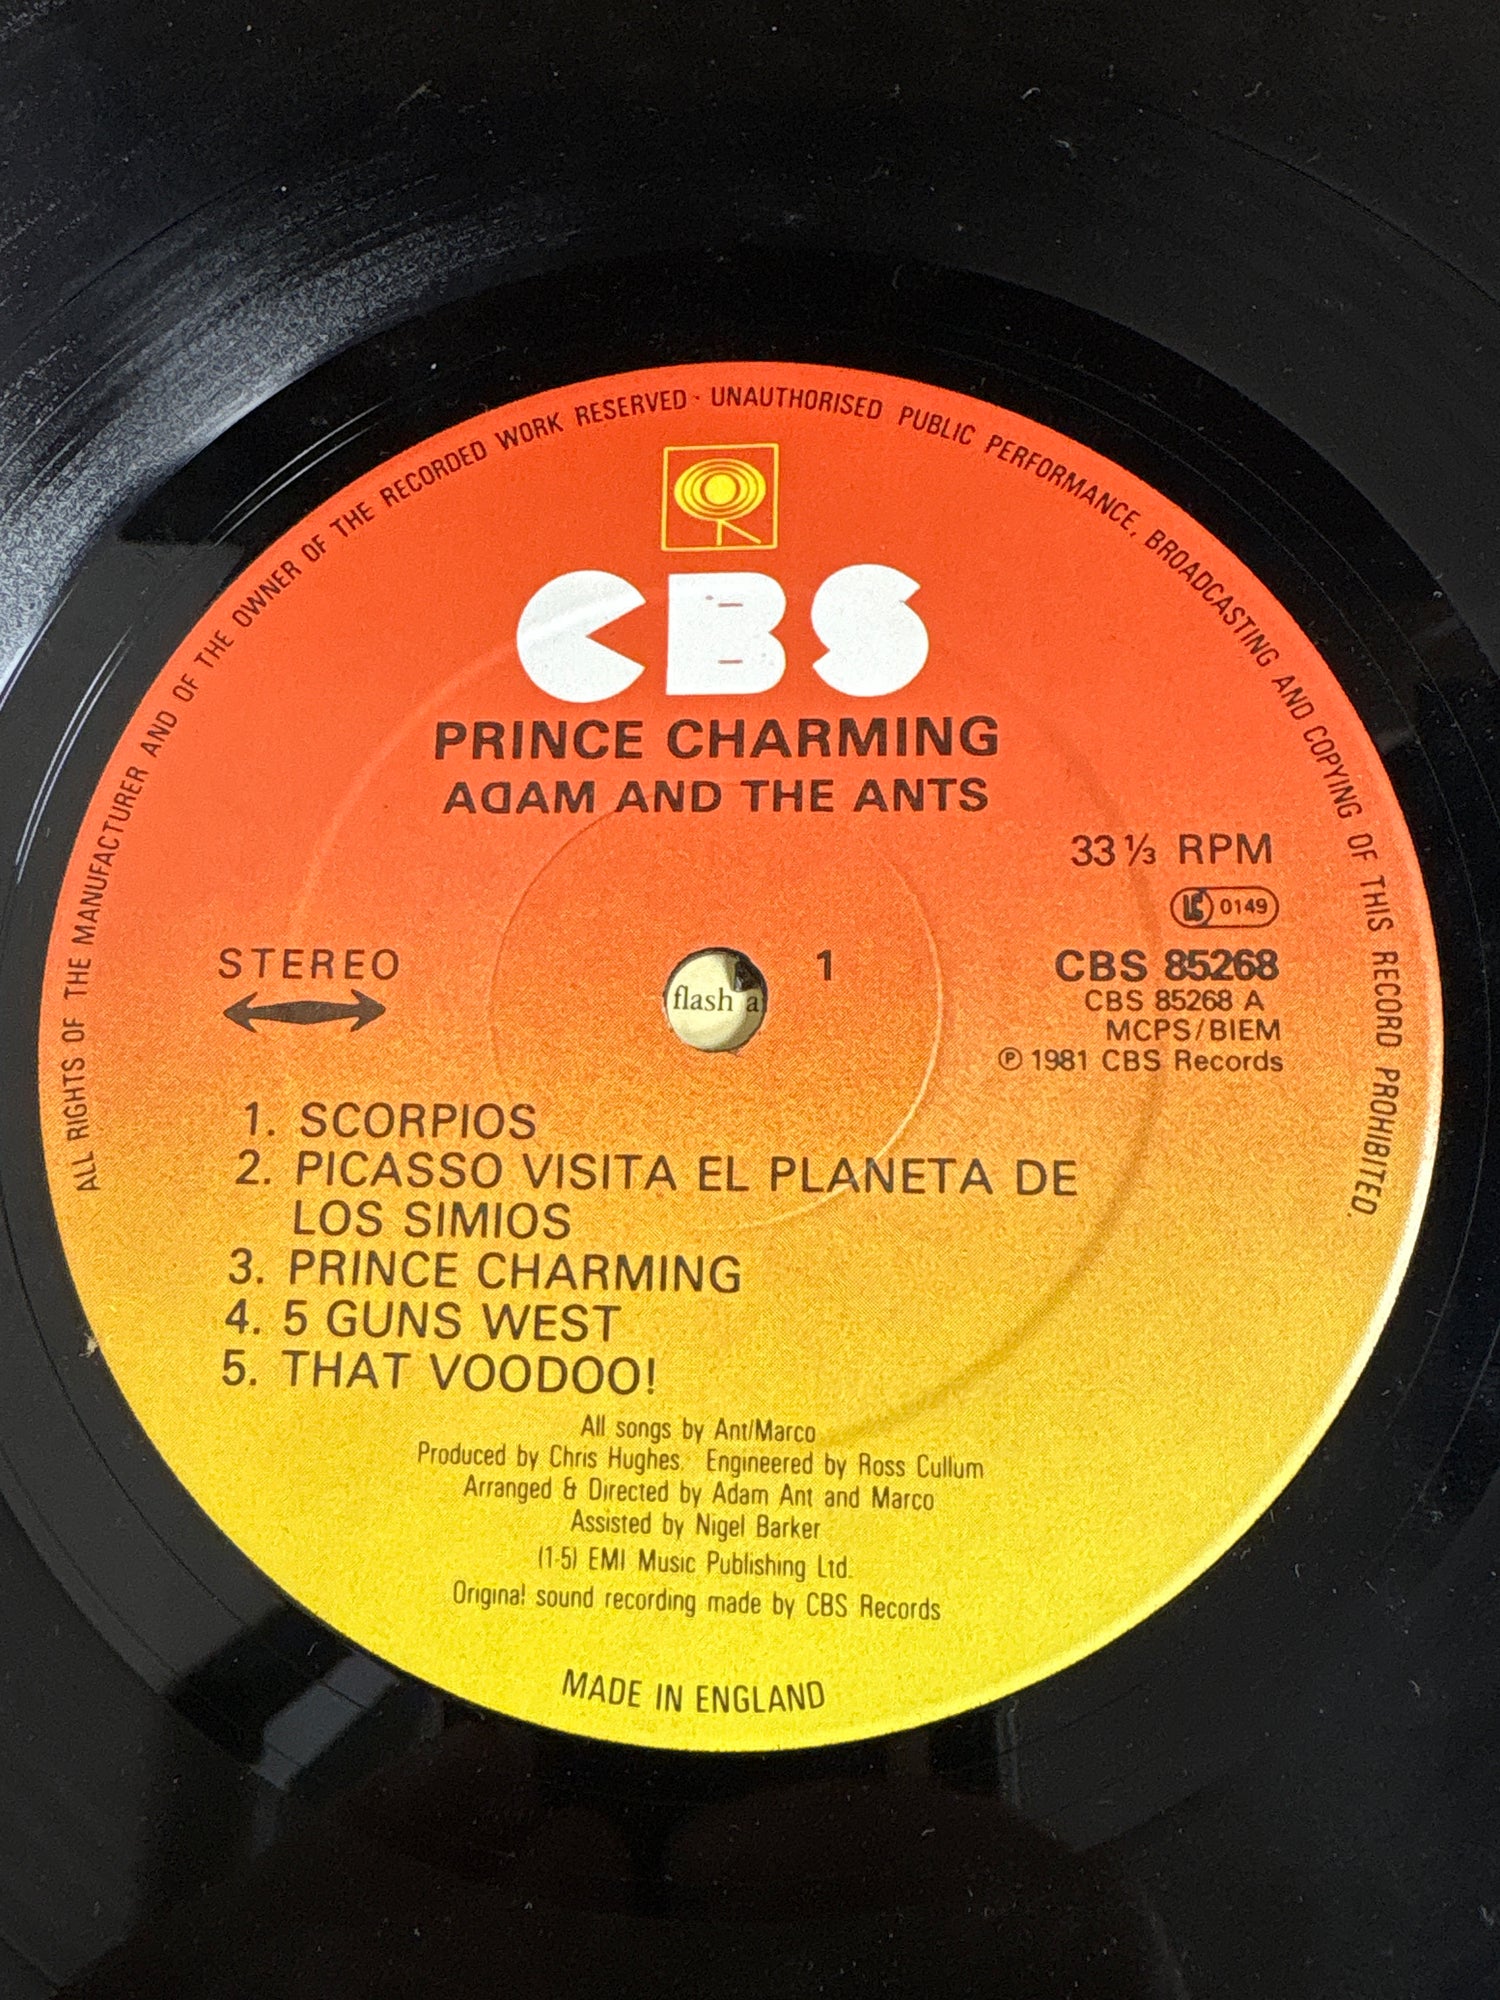 ALL RIGHTS OF THE MANUFACTURER AND OF THE OWNER OF THE RECORDED WORK RESERVED · UNAUTHORISED PUBLIC PERFORMANCE, BROADCASTING AND COPYING OF THIS RECORD PROHIBITED.
CBS
PRINCE CHARMING
ADAM AND THE ANTS
33⅓ RPM
LC 0149
STEREO
1
CBS 85268
CBS 85268 A
MCPS/BIEM
℗ 1981 CBS Records
flash a
1. SCORPIOS
2. PICASSO VISITA EL PLANETA DE
LOS SIMIOS
3. PRINCE CHARMING
4. 5 GUNS WEST
5. THAT VOODOO!
All songs by Ant/Marco
Produced by Chris Hughes. Engineered by Ross Cullum
Arranged & Directed by Adam Ant and Marco
Assisted by Nigel Barker
(1-5) EMI Music Publishing Ltd.
Original sound recording made by CBS Records
MADE IN ENGLAND